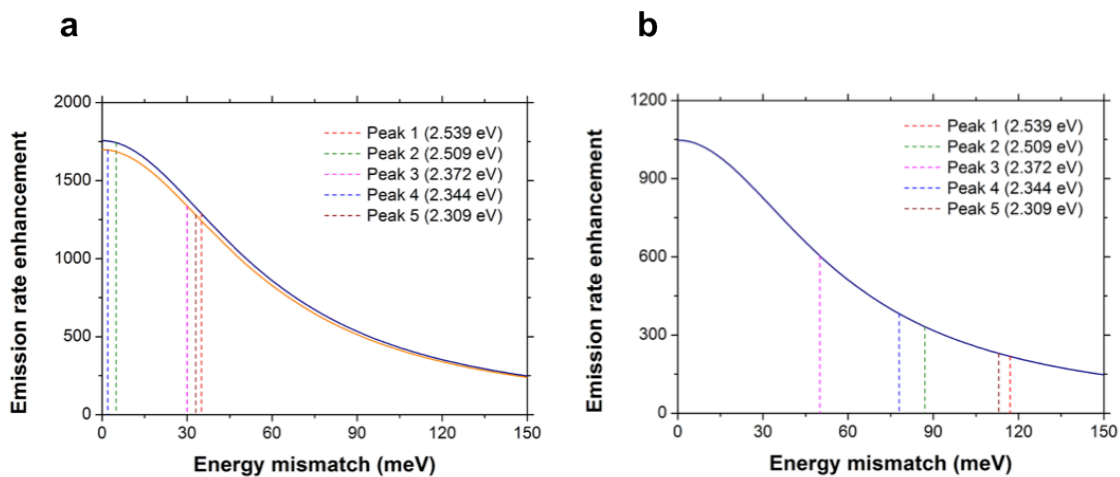 a
b
2000
1750
1500
1250
1000
750
500
250
0
Emission rate enhancement
Peak 1 (2.539 eV)
Peak 2 (2.509 eV)
Peak 3 (2.372 eV)
Peak 4 (2.344 eV)
Peak 5 (2.309 eV)
0 30 60 90 120 150
Energy mismatch (meV)
1200
900
600
300
0
Emission rate enhancement
Peak 1 (2.539 eV)
Peak 2 (2.509 eV)
Peak 3 (2.372 eV)
Peak 4 (2.344 eV)
Peak 5 (2.309 eV)
0 30 60 90 120 150
Energy mismatch (meV)